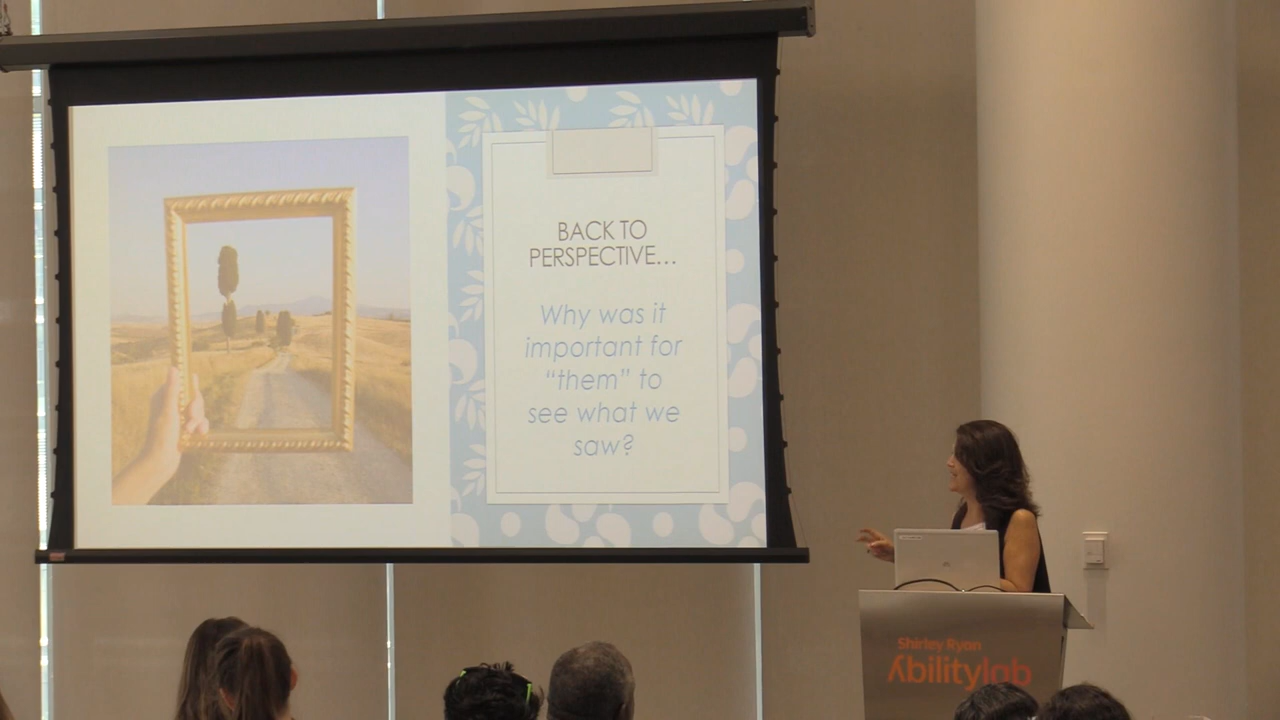 BACK TO
PERSPECTIVE...
Why was it
important for
“them” to
see what we
saw?
Shirley Ryan
Abilitylab